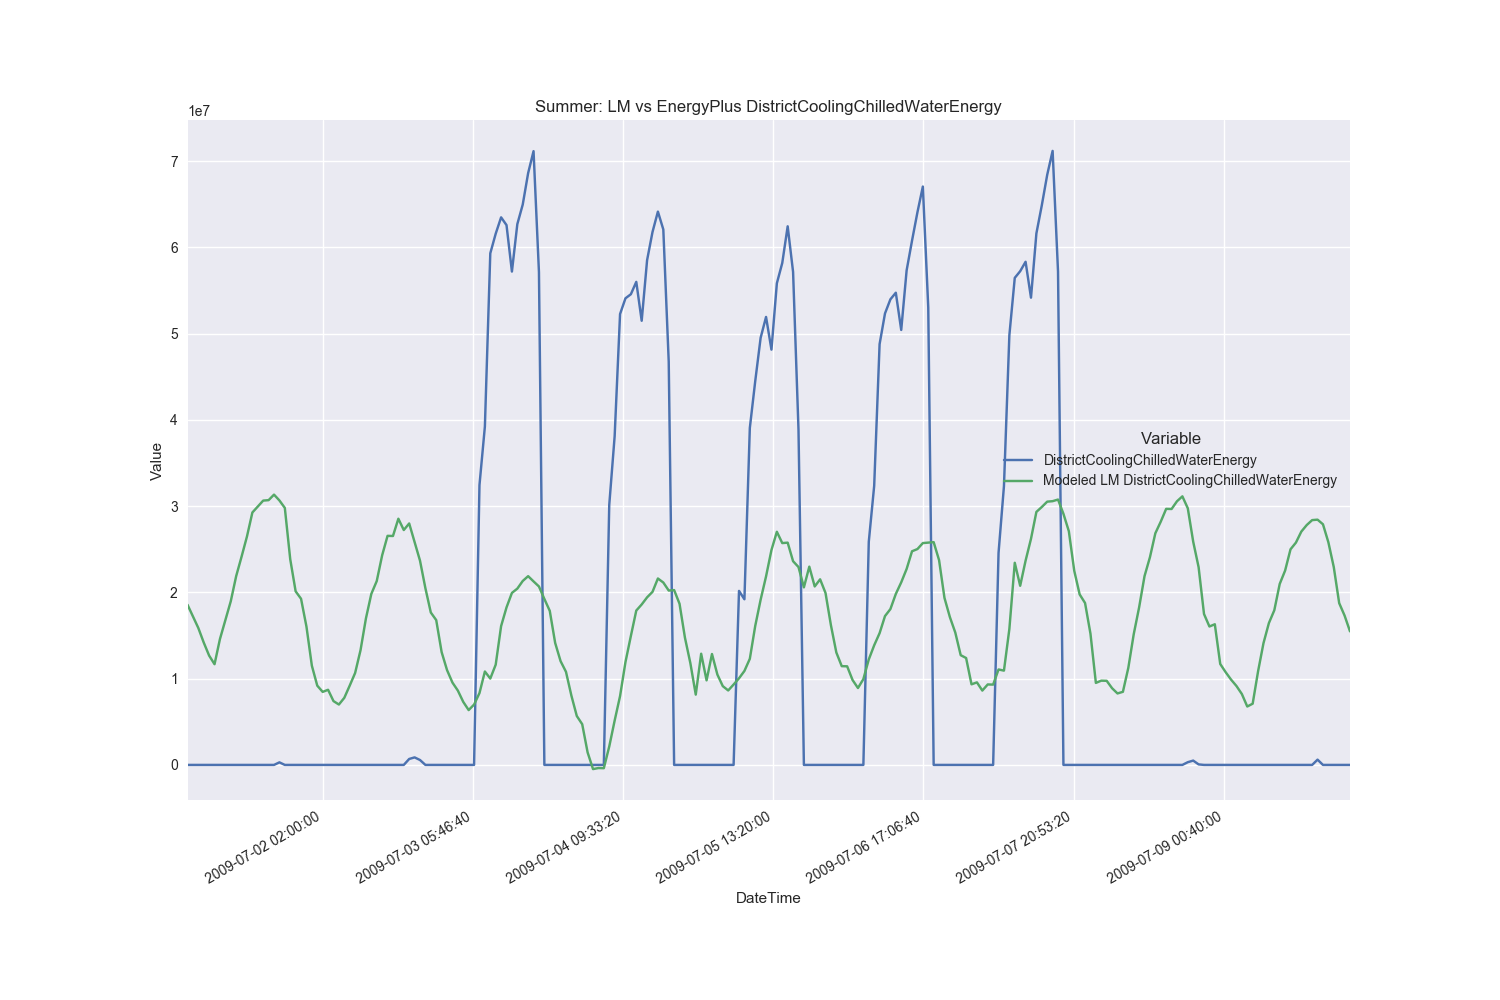 Summer: LM vs EnergyPlus DistrictCoolingChilledWaterEnergy
1e7
7
6
5
4
3
2
1
0
Value
Variable
DistrictCoolingChilledWaterEnergy
Modeled LM DistrictCoolingChilledWaterEnergy
2009-07-02 02:00:00
2009-07-03 05:46:40
2009-07-04 09:33:20
2009-07-05 13:20:00
2009-07-06 17:06:40
2009-07-07 20:53:20
2009-07-09 00:40:00
DateTime